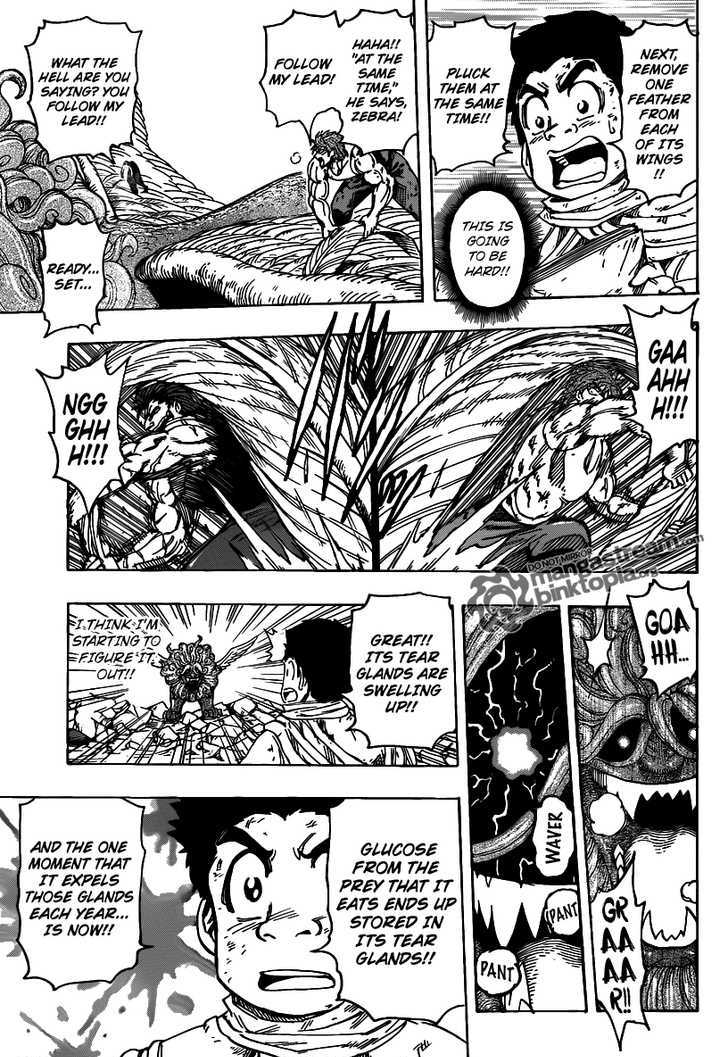 NEXT,
REMOVE
ONE
FEATHER
FROM
EACH
OF ITS
WINGS
!!
PLUCK
THEM AT
THE SAME
TIME!!
THIS IS
GOING
TO BE
HARD!!
HAHA!!
"AT
THE
SAME
TIME,"
HE SAYS,
ZEBRA!
FOLLOW
MY LEAD!
WHAT THE
HELL ARE YOU
SAYING? YOU
FOLLOW MY
LEAD!!
READY...
SET...
GAA
AHH
H!!!
NGG
GHH
H!!!
DO NOT MIRROR
mangastream.com
binktopia
GOA
HH...
WAVER
PANT
PANT
GR
AA
AA
R!!
GREAT!!
ITS TEAR
GLANDS ARE
SWELLING
UP!!
I THINK I'M
STARTING TO
FIGURE IT
OUT!!
GLUCOSE
FROM THE
PREY THAT IT
EATS ENDS UP
STORED IN
ITS TEAR
GLANDS!!
AND THE ONE
MOMENT THAT
IT EXPELS
THOSE GLANDS
EACH YEAR...
IS NOW!!